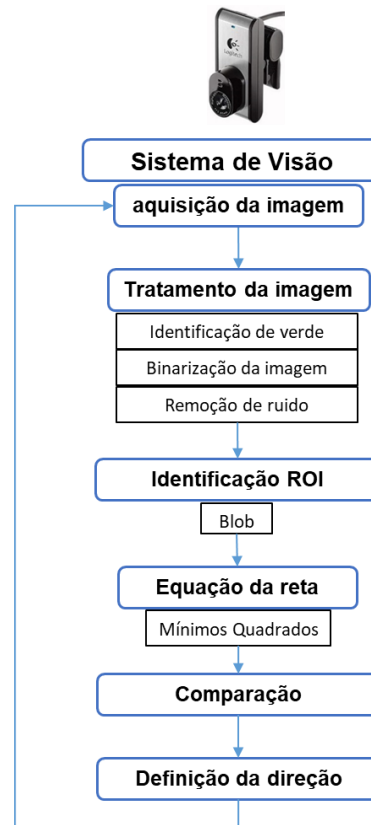 Logitech
Sistema de Visão
aquisição da imagem
Tratamento da imagem
Identificação de verde
Binarização da imagem
Remoção de ruido
Identificação ROI
Blob
Equação da reta
Mínimos Quadrados
Comparação
Definição da direção